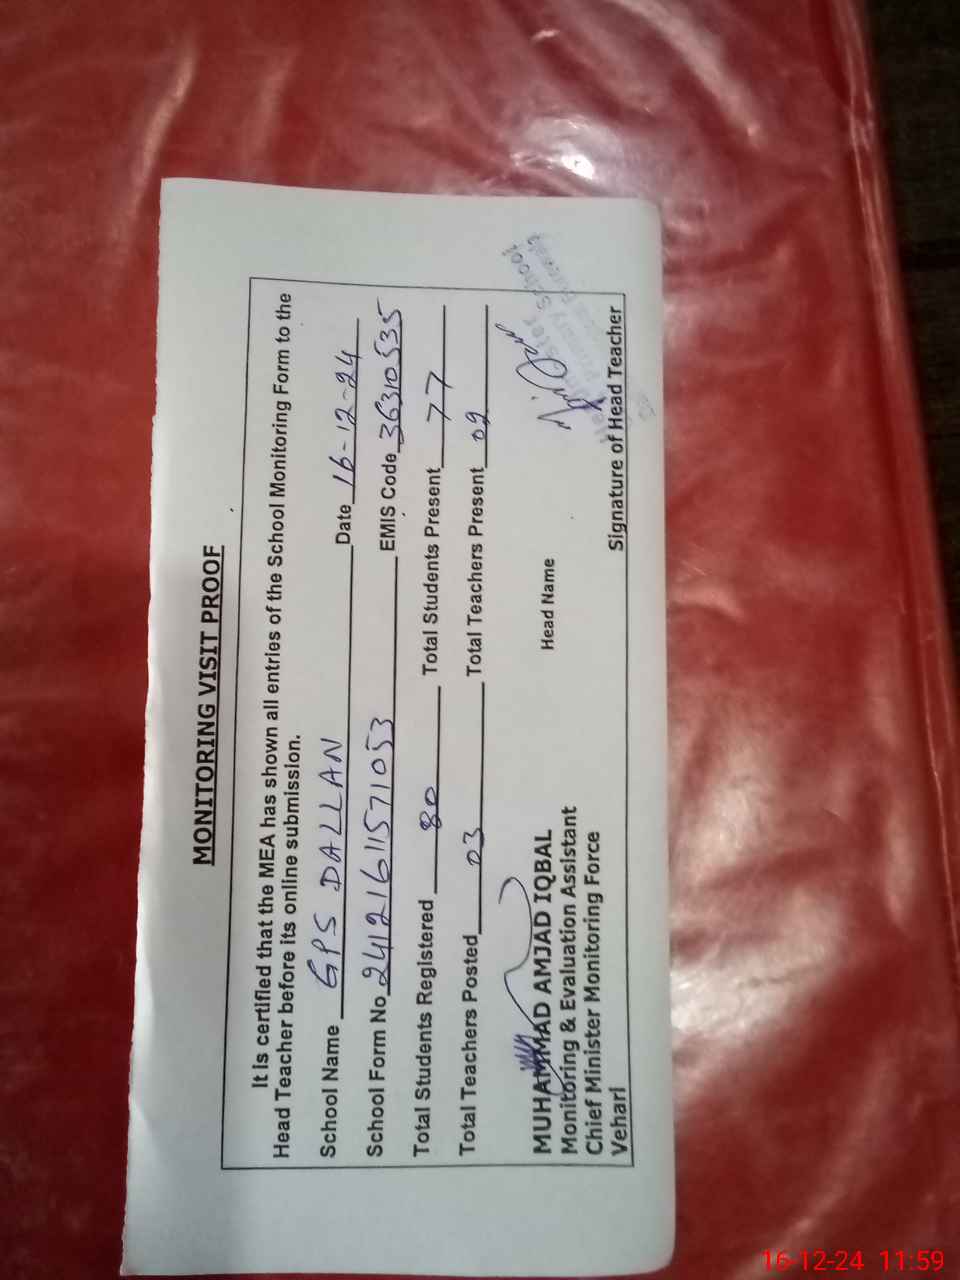 MONITORING VISIT PROOF
It is certified that the MEA has shown all entries of the School Monitoring Form to the
Head Teacher before its online submission.
School Name GPS DALLAN Date 16-12-24
School Form No 24121611571053 EMIS Code 36310535
Total Students Registered 80 Total Students Present 77
Total Teachers Posted 03 Total Teachers Present 02
MUHAMMAD AMJAD IQBAL
Monitoring & Evaluation Assistant
Chief Minister Monitoring Force
Vehari
Head Name
Signature of Head Teacher
Primary School
16-12-24 11:59